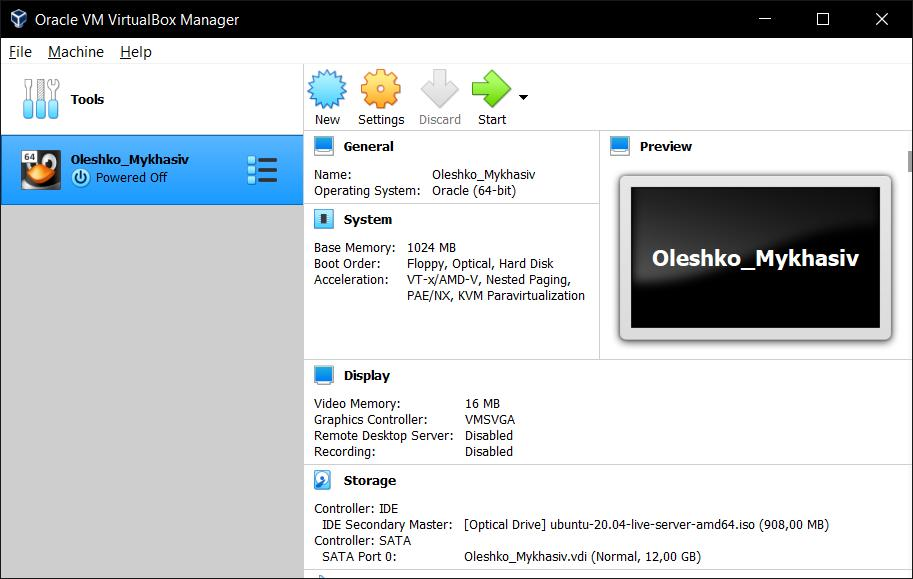 Oracle VM VirtualBox Manager
File Machine Help
Tools
64
Oleshko_Mykhasiv
Powered Off
New Settings Discard Start
General
Name: Oleshko_Mykhasiv
Operating System: Oracle (64-bit)
System
Base Memory: 1024 MB
Boot Order: Floppy, Optical, Hard Disk
Acceleration: VT-x/AMD-V, Nested Paging,
PAE/NX, KVM Paravirtualization
Preview
Oleshko_Mykhasiv
Display
Video Memory: 16 MB
Graphics Controller: VMSVGA
Remote Desktop Server: Disabled
Recording: Disabled
Storage
Controller: IDE
IDE Secondary Master: [Optical Drive] ubuntu-20.04-live-server-amd64.iso (908,00 MB)
Controller: SATA
SATA Port 0: Oleshko_Mykhasiv.vdi (Normal, 12,00 GB)